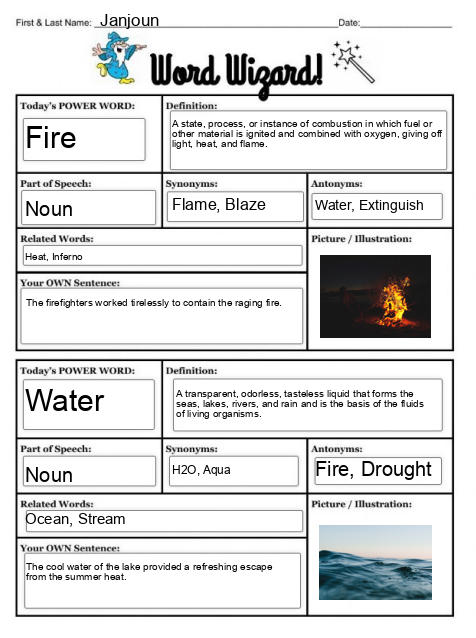 First & Last Name: Janjoun Date:
Word Wizard!
Today's POWER WORD:
Fire
Definition:
A state, process, or instance of combustion in which fuel or
other material is ignited and combined with oxygen, giving off
light, heat, and flame.
Part of Speech:
Noun
Synonyms:
Flame, Blaze
Antonyms:
Water, Extinguish
Related Words:
Heat, Inferno
Picture / Illustration:
Your OWN Sentence:
The firefighters worked tirelessly to contain the raging fire.
Today's POWER WORD:
Water
Definition:
A transparent, odorless, tasteless liquid that forms the
seas, lakes, rivers, and rain and is the basis of the fluids
of living organisms.
Part of Speech:
Noun
Synonyms:
H2O, Aqua
Antonyms:
Fire, Drought
Related Words:
Ocean, Stream
Picture / Illustration:
Your OWN Sentence:
The cool water of the lake provided a refreshing escape
from the summer heat.